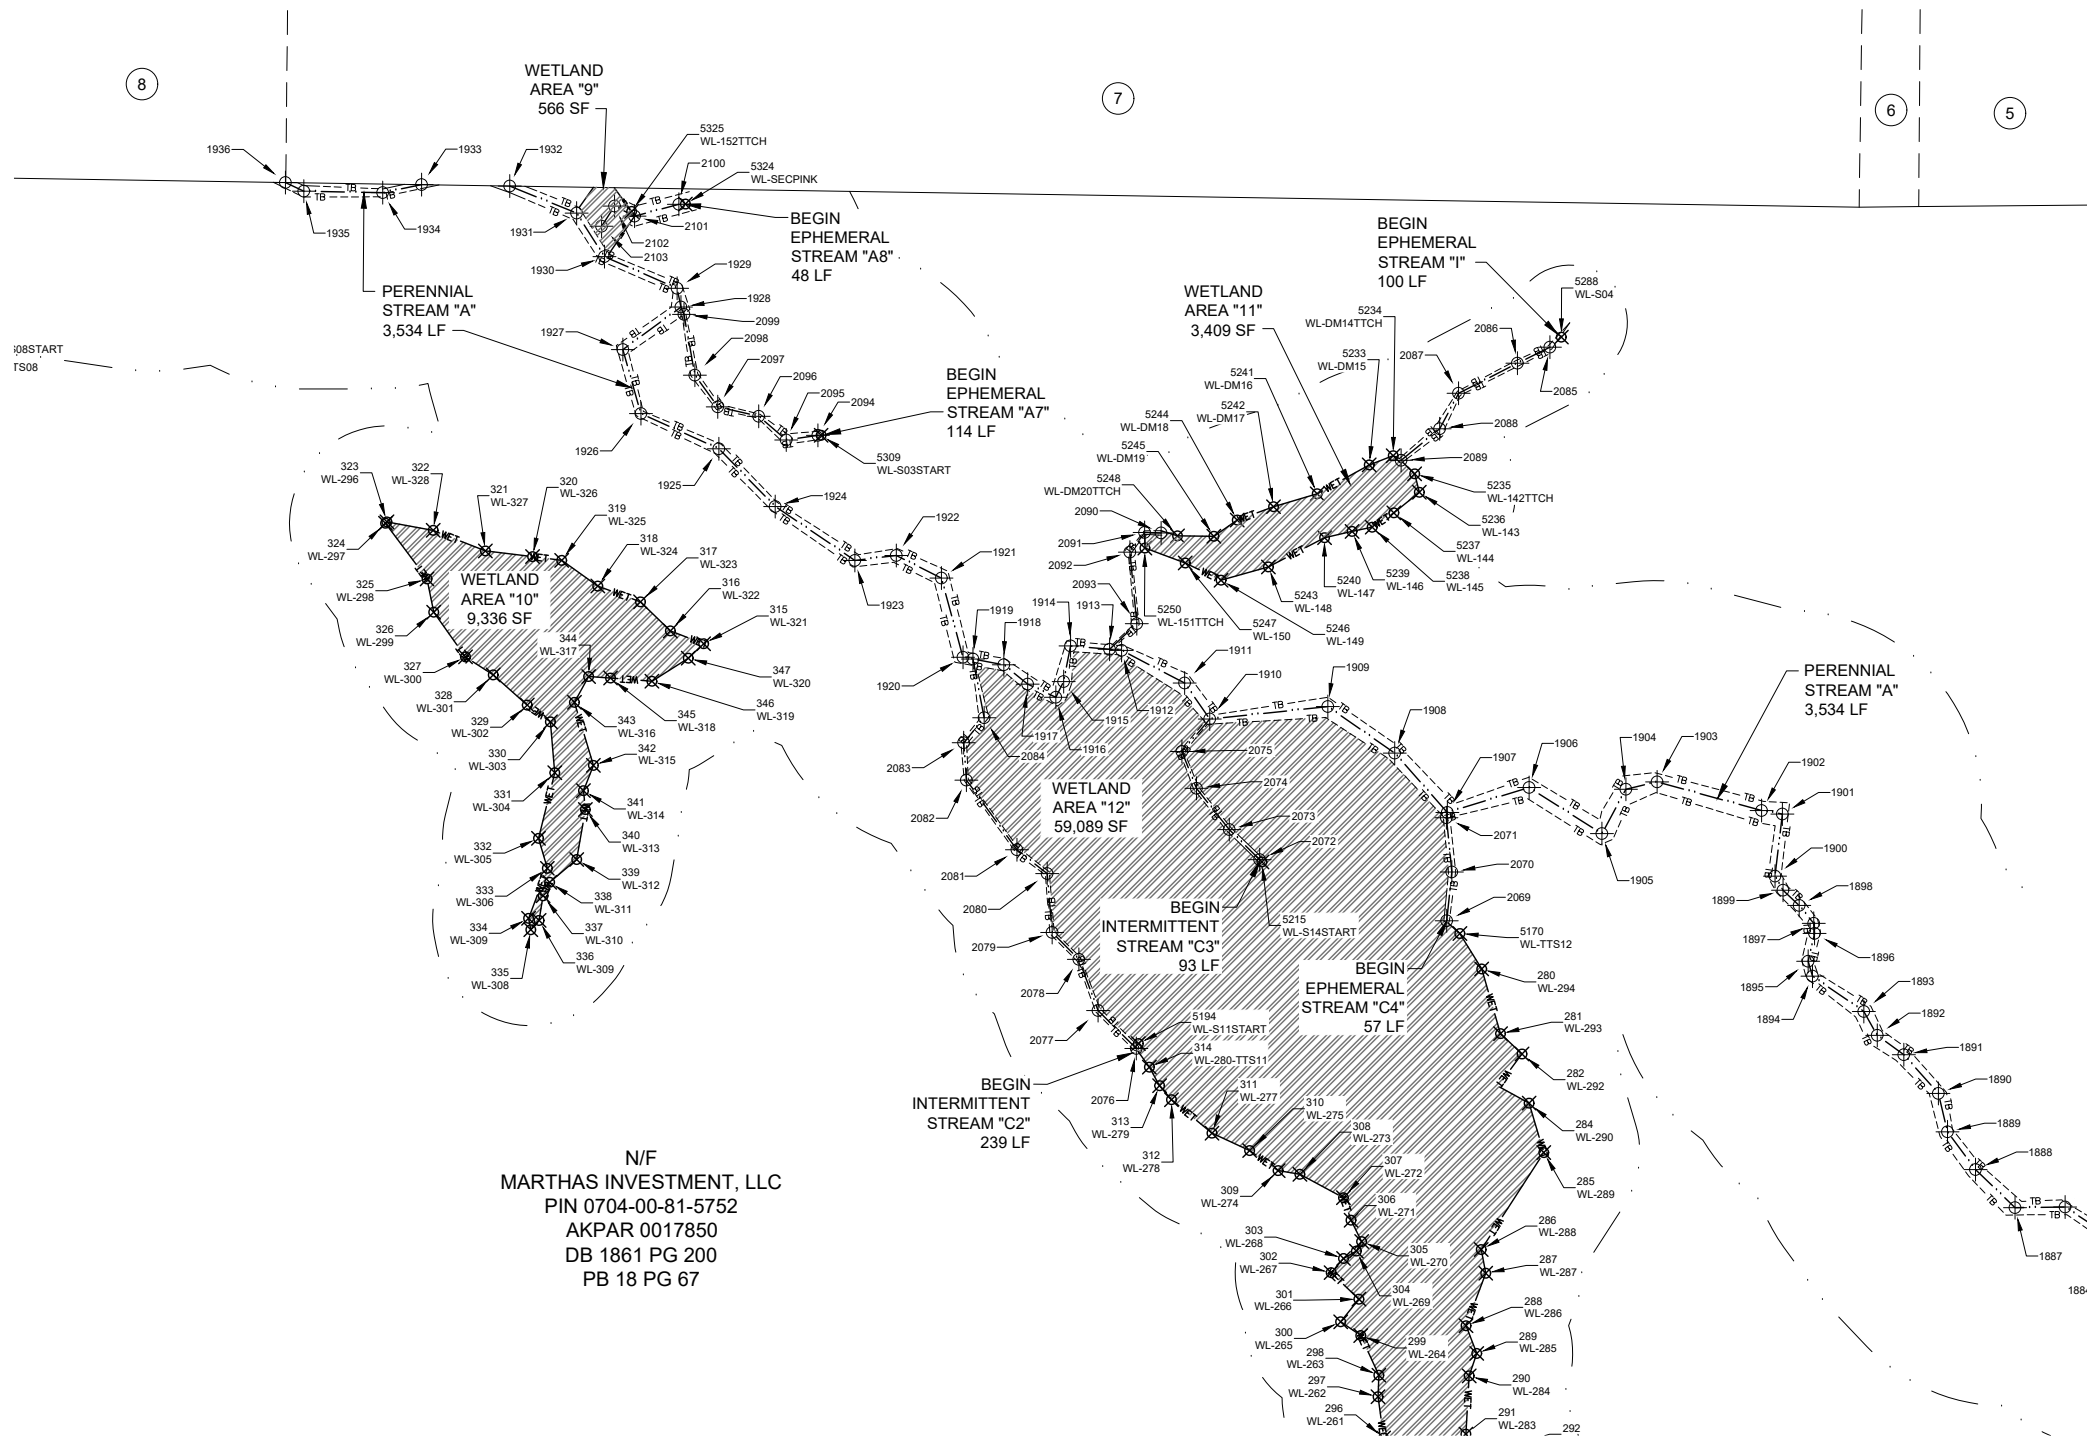 8
7
6
5
WETLAND
AREA "9"
566 SF
5325
WL-152TTCH
2100
5324
WL-SECPINK
1936
1933
1932
1935
1934
1931
1930
2101
2102
2103
BEGIN
EPHEMERAL
STREAM "A8"
48 LF
PERENNIAL
STREAM "A"
3,534 LF
1929
1928
2099
2098
1927
2097
2096
2095
2094
BEGIN
EPHEMERAL
STREAM "A7"
114 LF
5309
WL-S03START
1926
1925
1924
1923
1922
1921
1920
1919
1918
1914
1913
1917
1916
1915
1912
1911
1910
1909
1908
1907
1906
1905
1904
1903
1902
1901
1900
1899
1898
1897
1896
1895
1894
1893
1892
1891
1890
1889
1888
1887
PERENNIAL
STREAM "A"
3,534 LF
BEGIN
EPHEMERAL
STREAM "I"
100 LF
5288
WL-S04
WETLAND
AREA "11"
3,409 SF
5234
WL-DM14TTCH
5233
WL-DM15
5241
WL-DM16
5242
WL-DM17
5244
WL-DM18
5245
WL-DM19
5248
WL-DM20TTCH
2085
2086
2087
2088
2089
2090
2091
2092
2093
5235
WL-142TTCH
5236
WL-143
5237
WL-144
5238
WL-145
5239
WL-146
5240
WL-147
5243
WL-148
5246
WL-149
5247
WL-150
5250
WL-151TTCH
323
WL-296
322
WL-328
321
WL-327
320
WL-326
319
WL-325
318
WL-324
317
WL-323
316
WL-322
315
WL-321
324
WL-297
325
WL-298
326
WL-299
327
WL-300
328
WL-301
329
WL-302
330
WL-303
331
WL-304
332
WL-305
333
WL-306
334
WL-309
335
WL-308
336
WL-309
337
WL-310
338
WL-311
339
WL-312
340
WL-313
341
WL-314
342
WL-315
343
WL-316
344
WL-317
345
WL-318
346
WL-319
347
WL-320
WETLAND
AREA "10"
9,336 SF
WETLAND
AREA "12"
59,089 SF
2084
2083
2082
2081
2080
2079
2078
2077
2076
2075
2074
2073
2072
2071
2070
2069
BEGIN
INTERMITTENT
STREAM "C3"
93 LF
5215
WL-S14START
BEGIN
EPHEMERAL
STREAM "C4"
57 LF
5170
WL-TTS12
280
WL-294
281
WL-293
282
WL-292
284
WL-290
285
WL-289
286
WL-288
287
WL-287
288
WL-286
289
WL-285
290
WL-284
291
WL-283
292
5194
WL-S11START
314
WL-280-TTS11
BEGIN
INTERMITTENT
STREAM "C2"
239 LF
313
WL-279
312
WL-278
311
WL-277
310
WL-275
309
WL-274
308
WL-273
307
WL-272
306
WL-271
305
WL-270
304
WL-269
303
WL-268
302
WL-267
301
WL-266
300
WL-265
299
WL-264
298
WL-263
297
WL-262
296
WL-261
N/F
MARTHAS INVESTMENT, LLC
PIN 0704-00-81-5752
AKPAR 0017850
DB 1861 PG 200
PB 18 PG 67